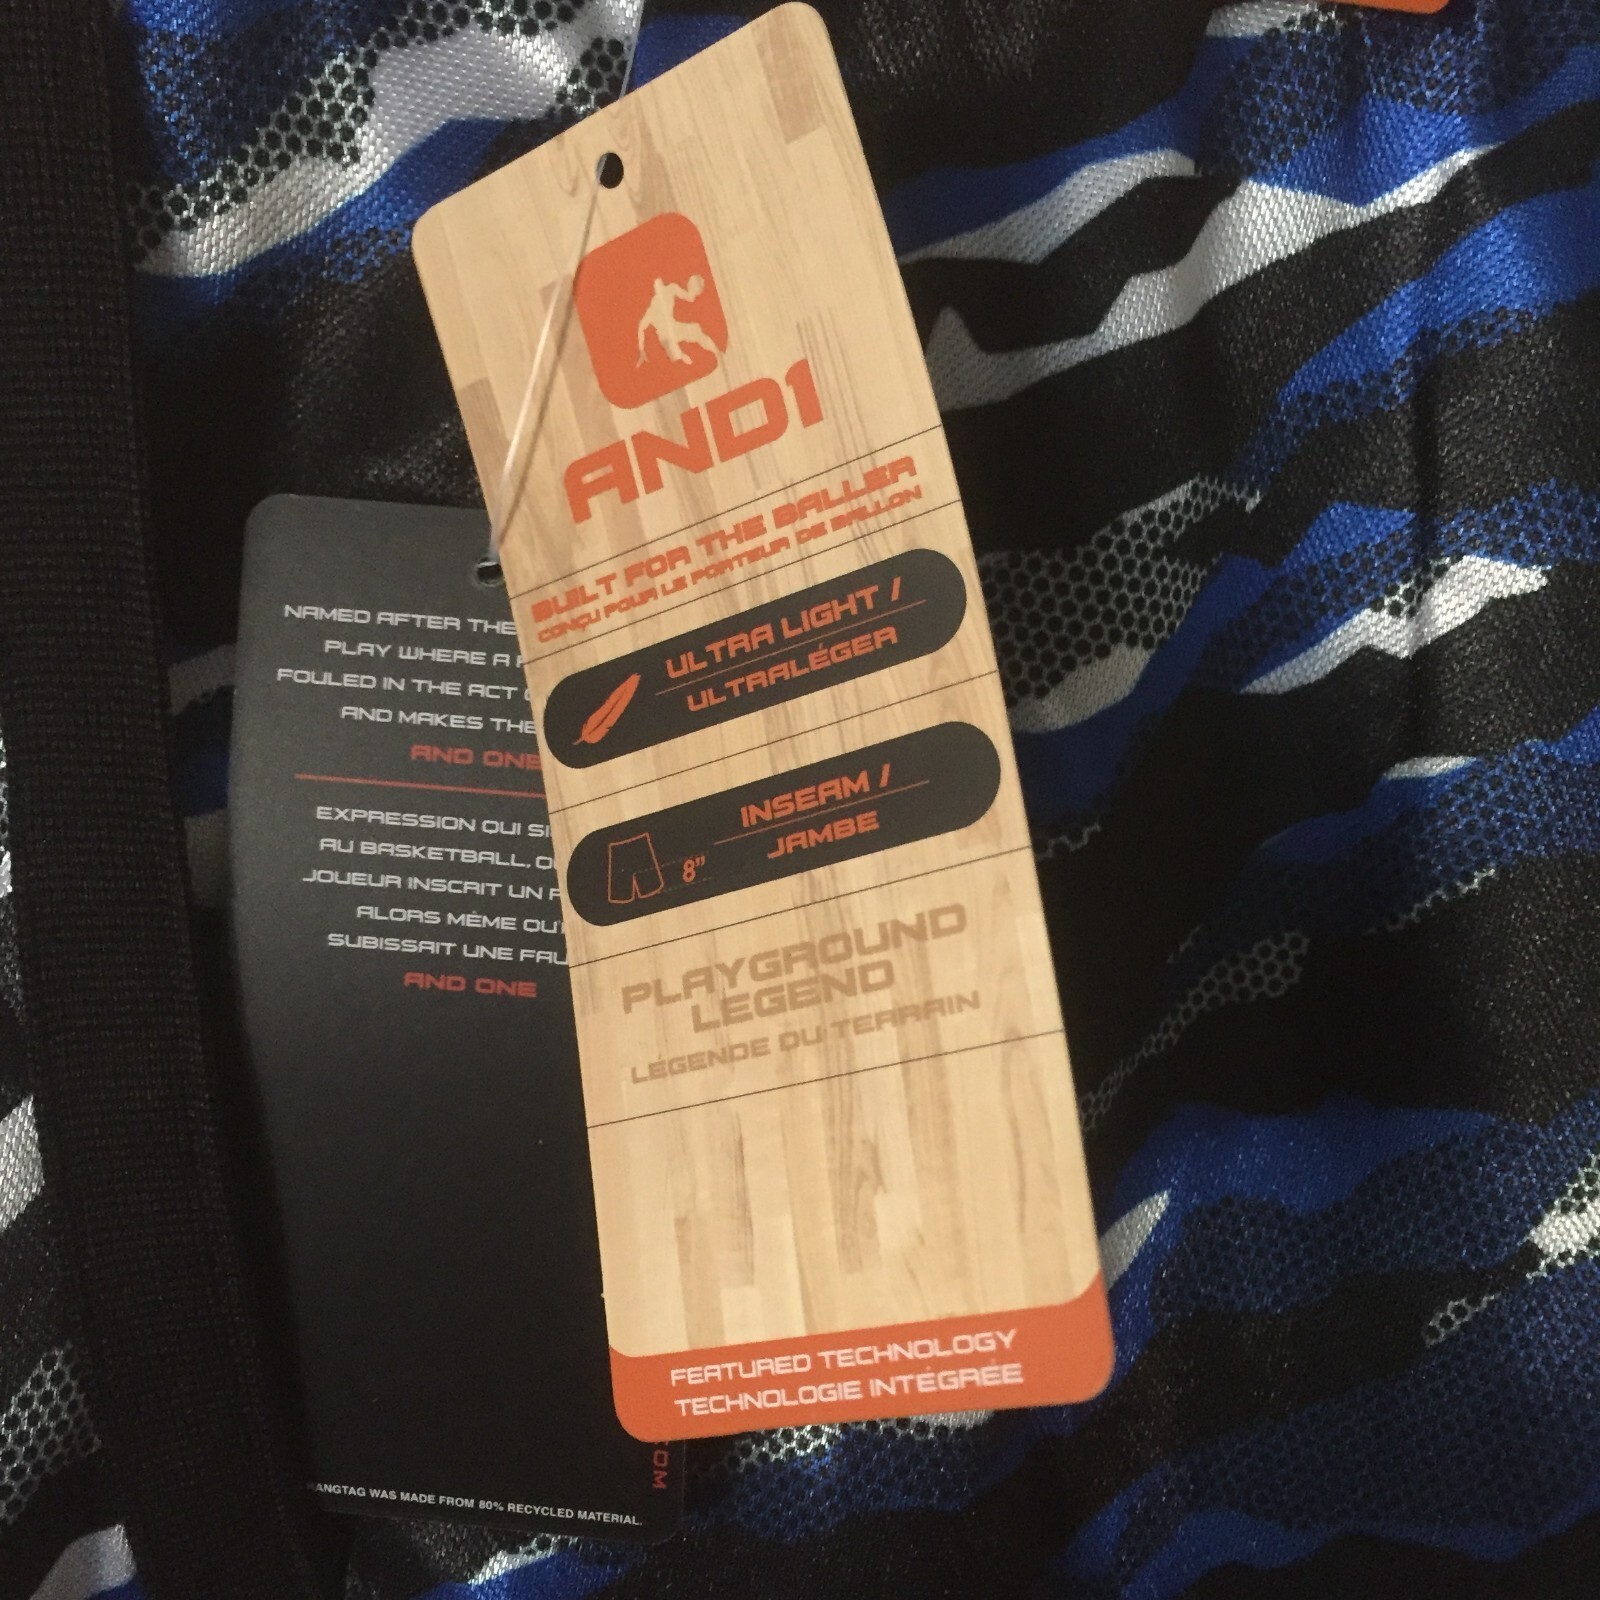 AND1
BUILT FOR THE BALLER
CONÇU POUR LE PORTEUR DE BALLON
ULTRA LIGHT /
ULTRALÉGER
INSEAM /
JAMBE
8"
PLAYGROUND
LEGEND
LÉGENDE DU TERRAIN
FEATURED TECHNOLOGY
TECHNOLOGIE INTÉGRÉE
NAMED AFTER THE
PLAY WHERE A
FOULED IN THE ACT
AND MAKES THE
AND ONE
EXPRESSION QUI
AU BASKETBALL,
JOUEUR INSCRIT UN
ALORS MÊME
SUBISSAIT UNE
AND ONE
.COM
HANGTAG WAS MADE FROM 80% RECYCLED MATERIAL.